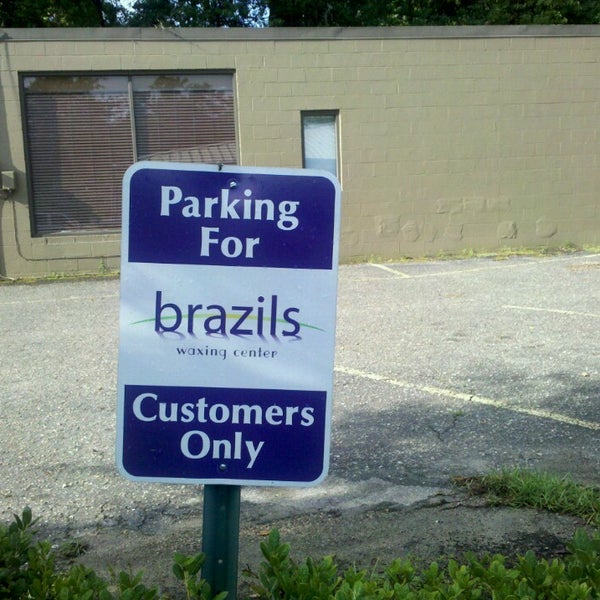 Parking
For
brazils
waxing center
Customers
Only